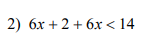 2) 6x + 2 + 6x < 14